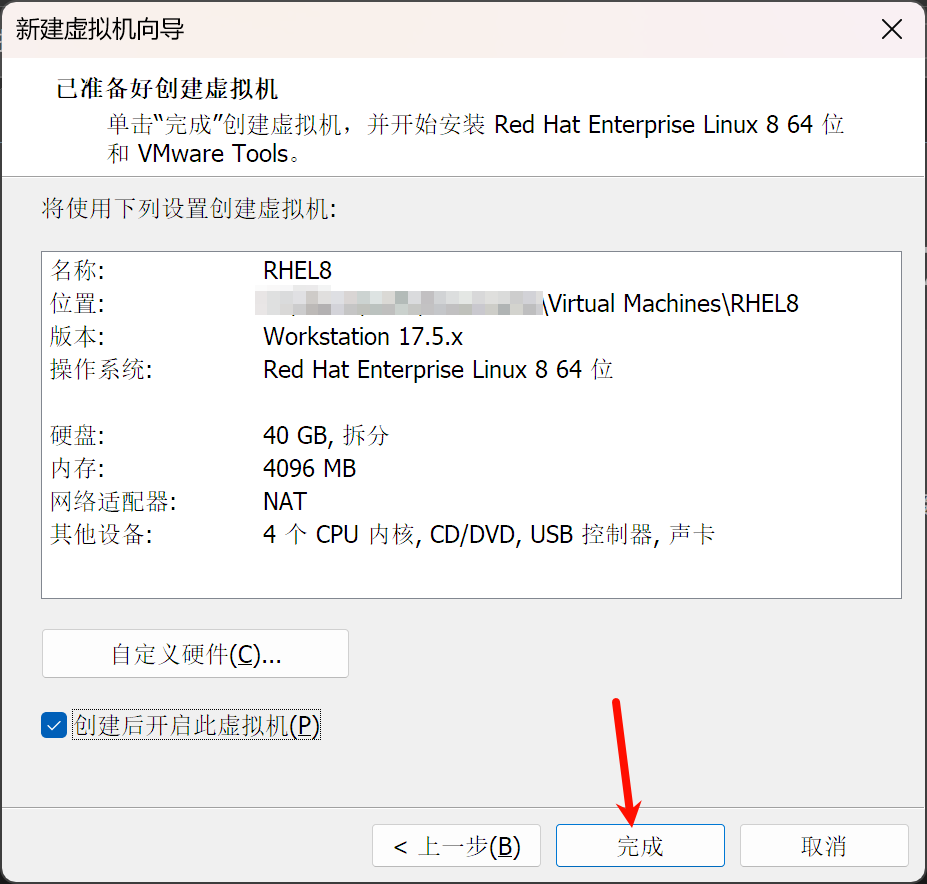 新建虚拟机向导
已准备好创建虚拟机
单击“完成”创建虚拟机，并开始安装 Red Hat Enterprise Linux 8 64 位
和 VMware Tools。
将使用下列设置创建虚拟机:
名称: RHEL8
位置: \Virtual Machines\RHEL8
版本: Workstation 17.5.x
操作系统: Red Hat Enterprise Linux 8 64 位
硬盘: 40 GB, 拆分
内存: 4096 MB
网络适配器: NAT
其他设备: 4 个 CPU 内核, CD/DVD, USB 控制器, 声卡
自定义硬件(C)...
创建后开启此虚拟机(P)
< 上一步(B) 完成 取消